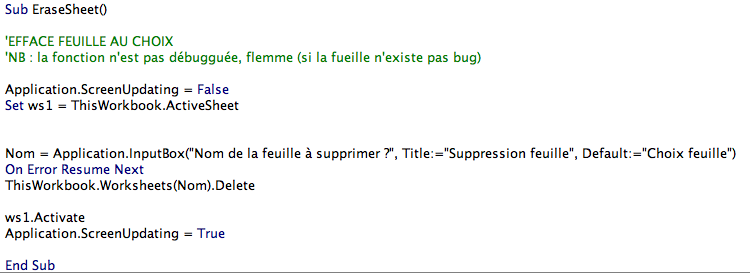 Sub EraseSheet()
'EFFACE FEUILLE AU CHOIX
'NB : la fonction n'est pas débugguée, flemme (si la fueille n'existe pas bug)
Application.ScreenUpdating = False
Set ws1 = ThisWorkbook.ActiveSheet
Nom = Application.InputBox("Nom de la feuille à supprimer ?", Title:="Suppression feuille", Default:="Choix feuille")
On Error Resume Next
ThisWorkbook.Worksheets(Nom).Delete
ws1.Activate
Application.ScreenUpdating = True
End Sub